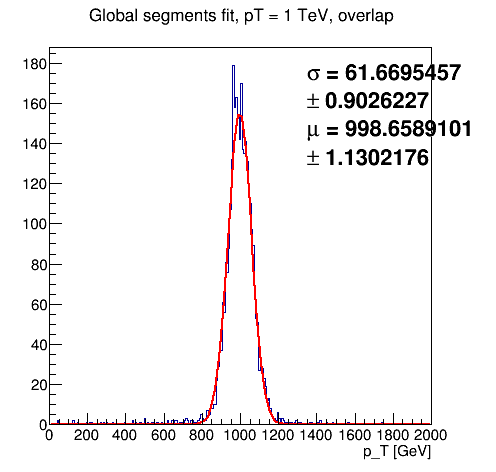 Global segments fit, pT = 1 TeV, overlap
σ = 61.6695457
± 0.9026227
μ = 998.6589101
± 1.1302176
180
160
140
120
100
80
60
40
20
0
0 200 400 600 800 1000 1200 1400 1600 1800 2000
p_T [GeV]